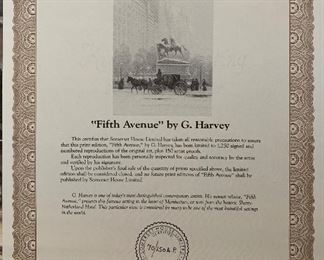 "Fifth Avenue" by G. Harvey
This certifies that Somerset House Limited has taken all reasonable precautions to assure
that this print edition, "Fifth Avenue," by G. Harvey, has been limited to 1,250 signed and
numbered reproductions of the original art, plus 150 artist proofs.
Each reproduction has been personally inspected for quality and accuracy by the artist
and verified by his signature.
Upon the publisher's final sale of the quantity of prints specified above, the limited
edition shall be considered closed, and no future print editions of "Fifth Avenue" shall be
published by Somerset House Limited.
G. Harvey is one of today's most distinguished contemporary artists. His newest release, "Fifth
Avenue," presents this famous setting in the heart of Manhattan, as seen from the historic Sherry-
Netherland Hotel. This particular view is considered by many to be one of the most beautiful settings
in the world.
70/150 A.P.